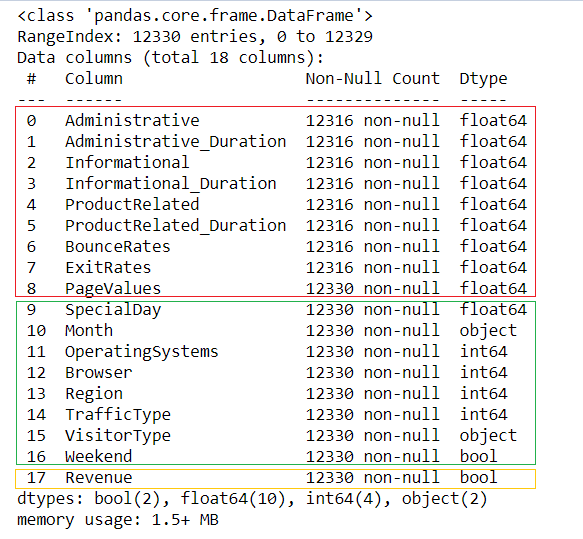 <class 'pandas.core.frame.DataFrame'>
RangeIndex: 12330 entries, 0 to 12329
Data columns (total 18 columns):
 #   Column                   Non-Null Count  Dtype
---  ------                   --------------  -----
 0   Administrative           12316 non-null  float64
 1   Administrative_Duration  12316 non-null  float64
 2   Informational            12316 non-null  float64
 3   Informational_Duration   12316 non-null  float64
 4   ProductRelated           12316 non-null  float64
 5   ProductRelated_Duration  12316 non-null  float64
 6   BounceRates              12316 non-null  float64
 7   ExitRates                12316 non-null  float64
 8   PageValues               12330 non-null  float64
 9   SpecialDay               12330 non-null  float64
 10  Month                    12330 non-null  object
 11  OperatingSystems         12330 non-null  int64
 12  Browser                  12330 non-null  int64
 13  Region                   12330 non-null  int64
 14  TrafficType              12330 non-null  int64
 15  VisitorType              12330 non-null  object
 16  Weekend                  12330 non-null  bool
 17  Revenue                  12330 non-null  bool
dtypes: bool(2), float64(10), int64(4), object(2)
memory usage: 1.5+ MB